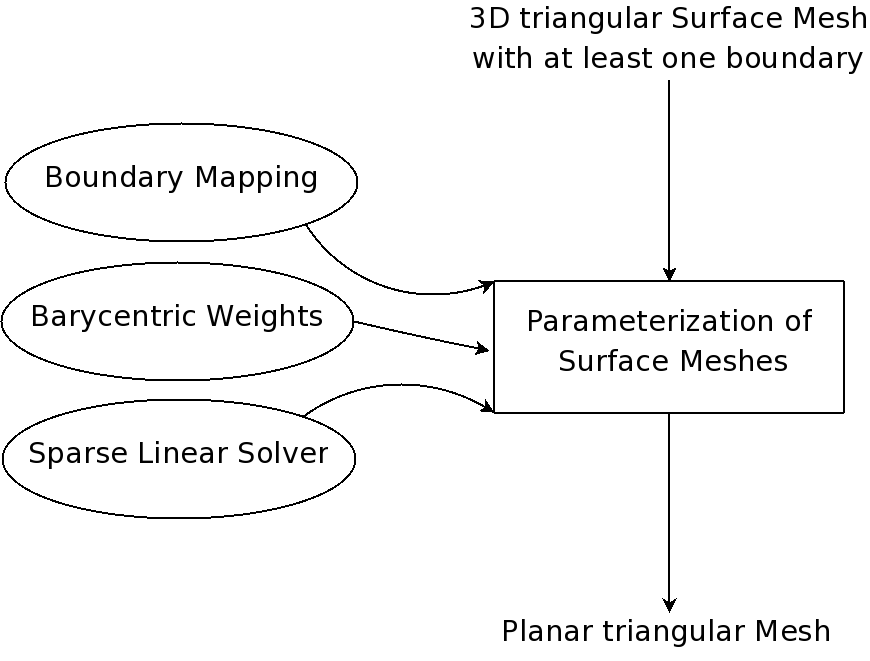 3D triangular Surface Mesh
with at least one boundary
Boundary Mapping
Barycentric Weights
Sparse Linear Solver
Parameterization of
Surface Meshes
Planar triangular Mesh